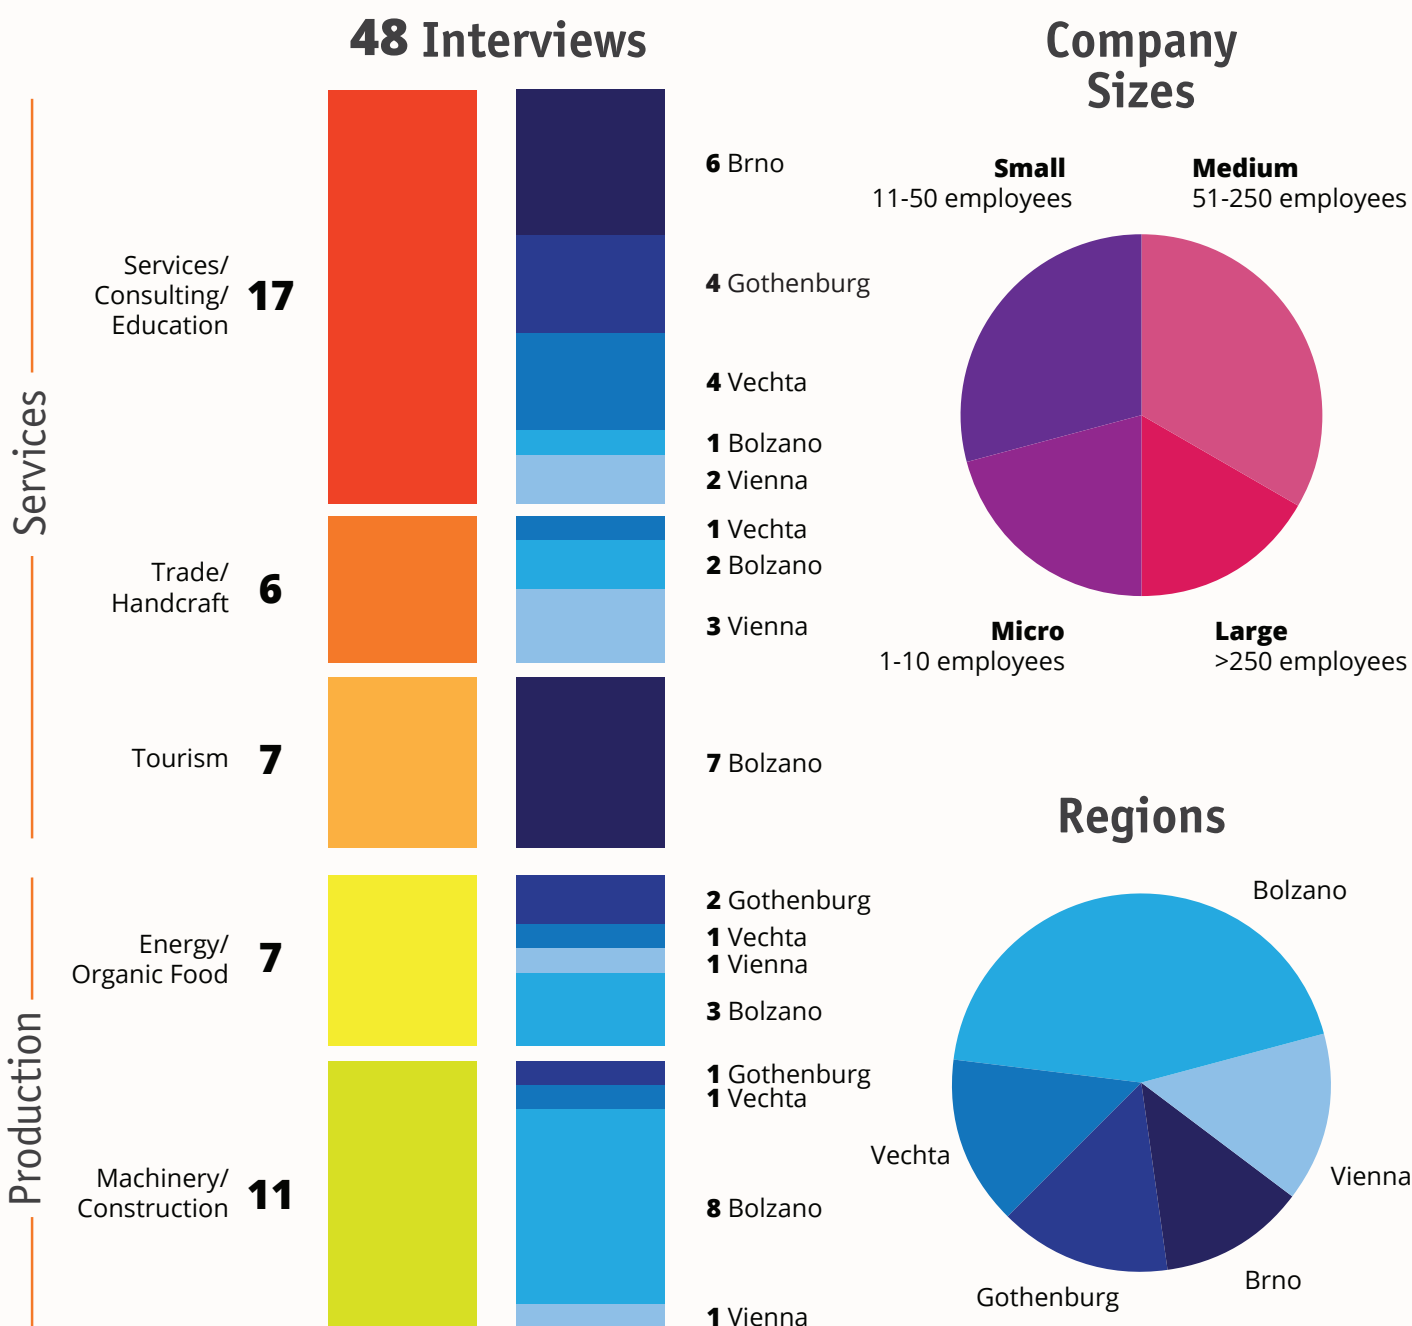 48 Interviews
Services
Services/
Consulting/
Education
17
6 Brno
4 Gothenburg
4 Vechta
1 Bolzano
2 Vienna
Trade/
Handcraft
6
1 Vechta
2 Bolzano
3 Vienna
Tourism
7
7 Bolzano
Production
Energy/
Organic Food
7
2 Gothenburg
1 Vechta
1 Vienna
3 Bolzano
Machinery/
Construction
11
1 Gothenburg
1 Vechta
8 Bolzano
1 Vienna
Company
Sizes
Small
11-50 employees
Medium
51-250 employees
Micro
1-10 employees
Large
>250 employees
Regions
Bolzano
Vienna
Brno
Gothenburg
Vechta